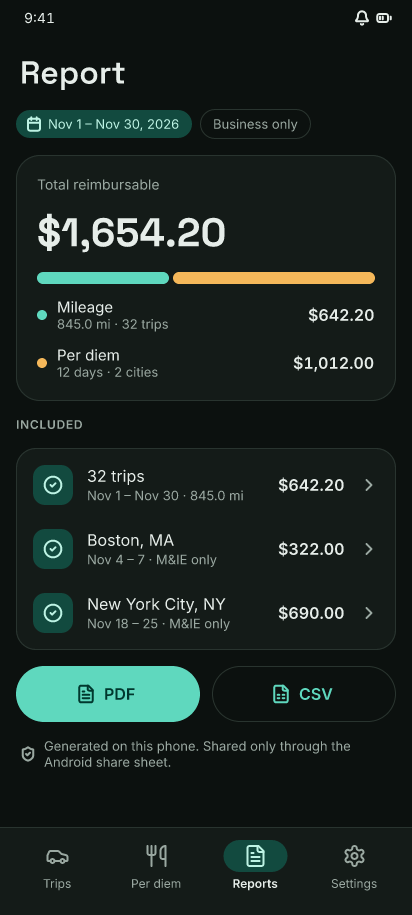 9:41
Report
Nov 1 – Nov 30, 2026
Business only
Total reimbursable
$1,654.20
Mileage
$642.20
845.0 mi · 32 trips
Per diem
$1,012.00
12 days · 2 cities
INCLUDED
32 trips
$642.20
Nov 1 – Nov 30 · 845.0 mi
Boston, MA
$322.00
Nov 4 – 7 · M&IE only
New York City, NY
$690.00
Nov 18 – 25 · M&IE only
PDF
CSV
Generated on this phone. Shared only through the
Android share sheet.
Trips
Per diem
Reports
Settings